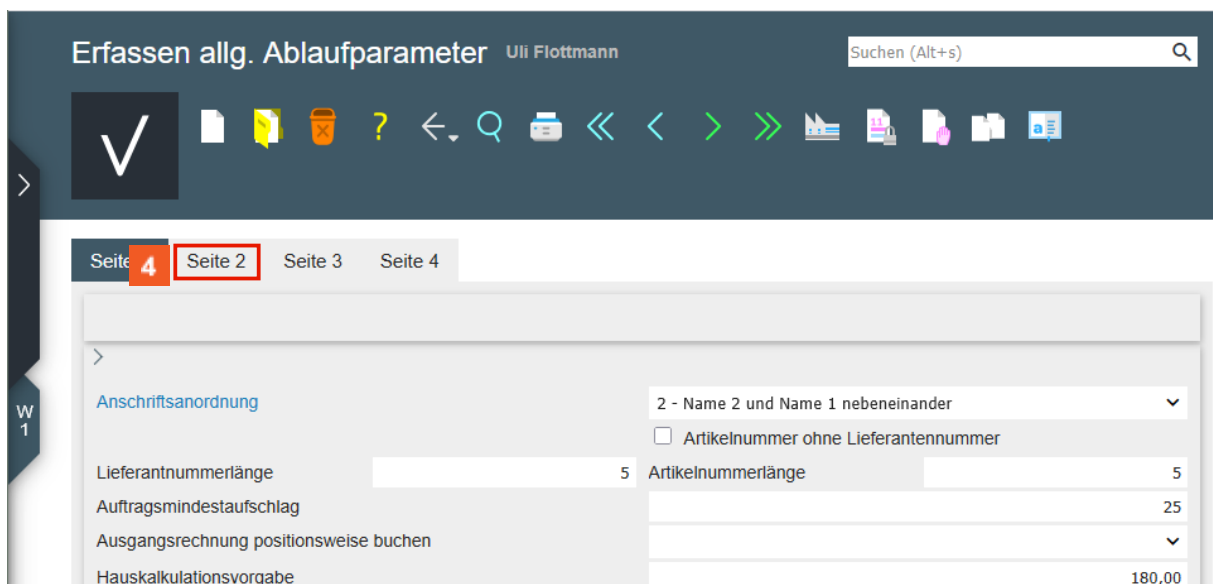 Erfassen allg. Ablaufparameter Uli Flottmann
Suchen (Alt+s)
Seite 4 Seite 2 Seite 3 Seite 4
Anschriftsanordnung 2 - Name 2 und Name 1 nebeneinander
Artikelnummer ohne Lieferantennummer
W
1
Lieferantnummerlänge 5 Artikelnummerlänge 5
Auftragsmindestaufschlag 25
Ausgangsrechnung positionsweise buchen
Hauskalkulationsvorgabe 180,00